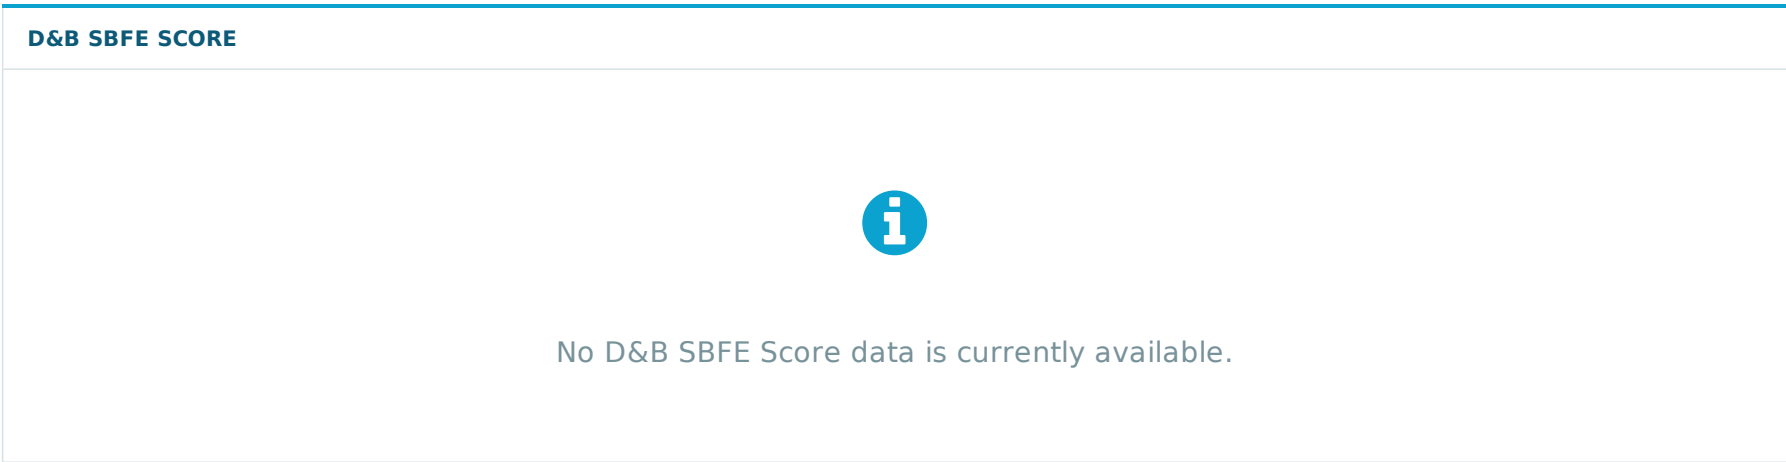 D&B SBFE SCORE
No D&B SBFE Score data is currently available.